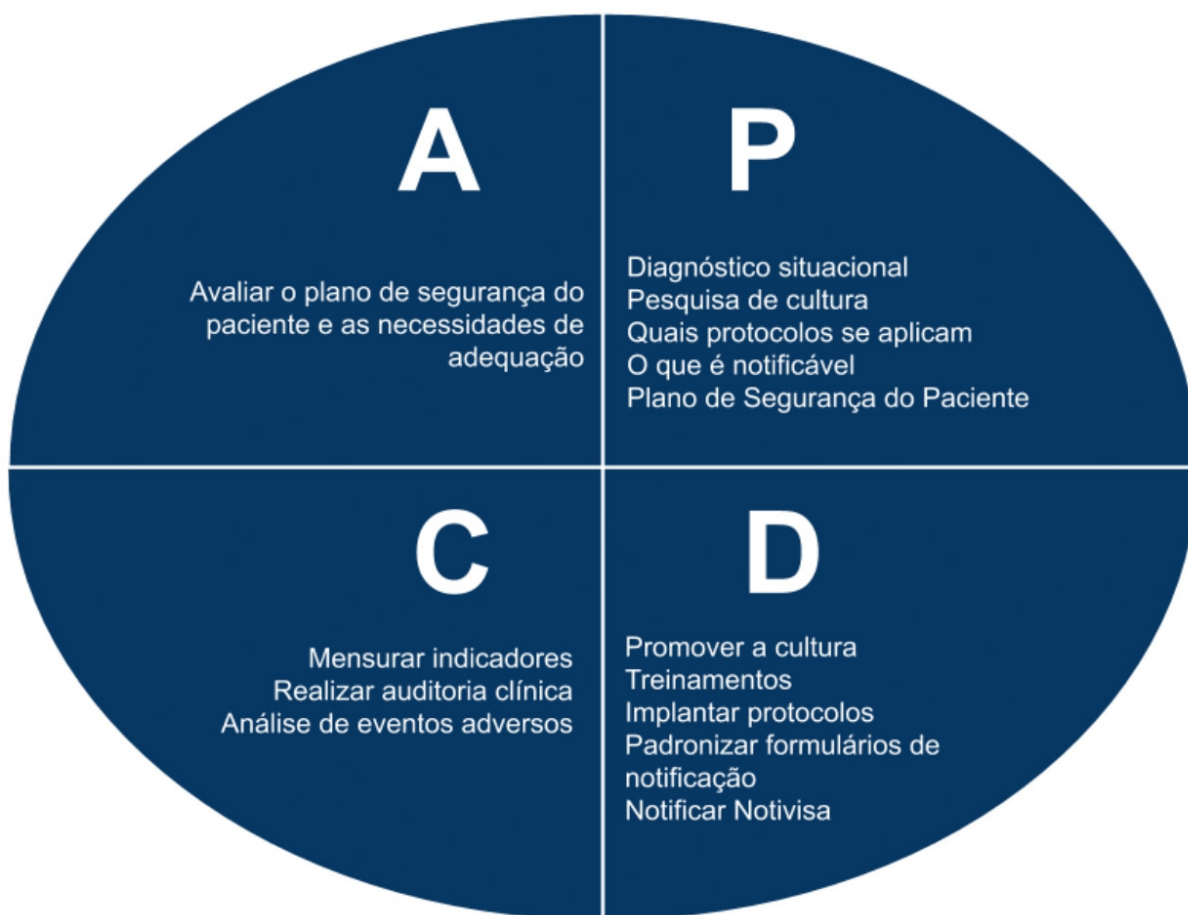 A
Avaliar o plano de segurança do
paciente e as necessidades de
adequação
P
Diagnóstico situacional
Pesquisa de cultura
Quais protocolos se aplicam
O que é notificável
Plano de Segurança do Paciente
C
Mensurar indicadores
Realizar auditoria clínica
Análise de eventos adversos
D
Promover a cultura
Treinamentos
Implantar protocolos
Padronizar formulários de
notificação
Notificar Notivisa